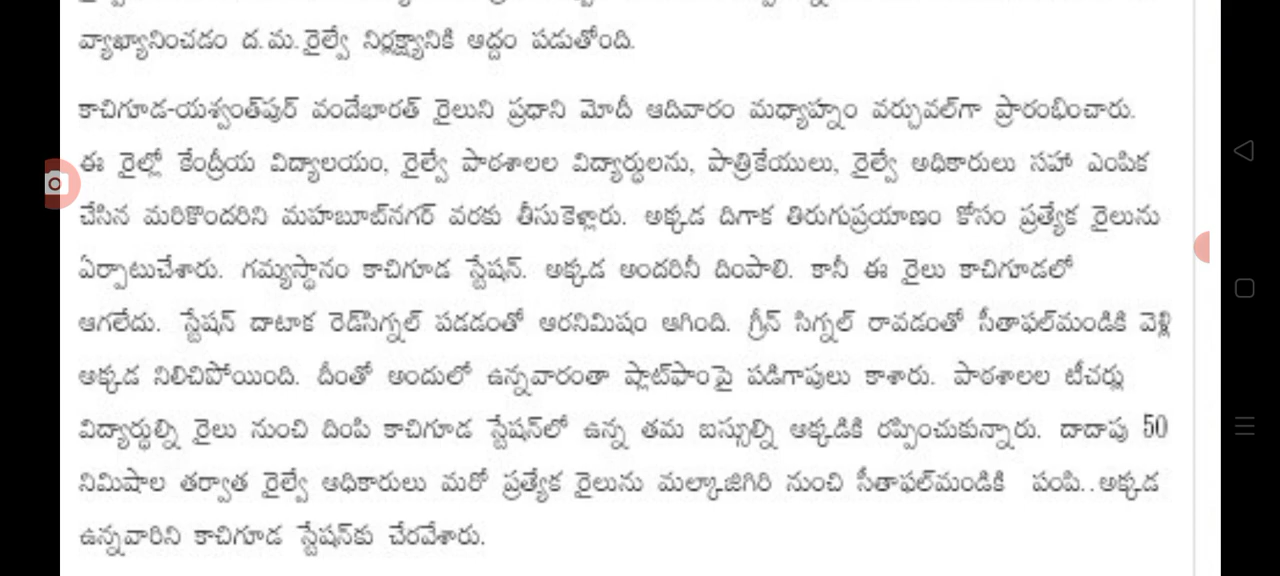 వ్యాఖ్యానించడం ద.మ.రైల్వే నిర్లక్ష్యానికి అద్దం పడుతోంది.
కాచిగూడ-యశ్వంత్‌పుర్ వందేభారత్ రైలుని ప్రధాని మోదీ ఆదివారం మధ్యాహ్నం వర్చువల్‌గా ప్రారంభించారు.
ఈ రైల్లో కేంద్రీయ విద్యాలయం, రైల్వే పాఠశాలల విద్యార్థులను, పాత్రికేయులు, రైల్వే అధికారులు సహా ఎంపిక
చేసిన మరికొందరిని మహబూబ్‌నగర్ వరకు తీసుకెళ్లారు. అక్కడ దిగాక తిరుగుప్రయాణం కోసం ప్రత్యేక రైలును
ఏర్పాటుచేశారు. గమ్యస్థానం కాచిగూడ స్టేషన్. అక్కడ అందరినీ దింపాలి. కానీ ఈ రైలు కాచిగూడలో
ఆగలేదు. స్టేషన్ దాటాక రెడ్‌సిగ్నల్ పడడంతో అరనిమిషం ఆగింది. గ్రీన్ సిగ్నల్ రావడంతో సీతాఫల్‌మండికి వెళ్లి
అక్కడ నిలిచిపోయింది. దీంతో అందులో ఉన్నవారంతా ప్లాట్‌ఫాంపై పడిగాపులు కాశారు. పాఠశాలల టీచర్లు
విద్యార్థుల్ని రైలు నుంచి దింపి కాచిగూడ స్టేషన్‌లో ఉన్న తమ బస్సుల్ని అక్కడికి రప్పించుకున్నారు. దాదాపు 50
నిమిషాల తర్వాత రైల్వే అధికారులు మరో ప్రత్యేక రైలును మల్కాజిగిరి నుంచి సీతాఫల్‌మండికి పంపి..అక్కడ
ఉన్నవారిని కాచిగూడ స్టేషన్‌కు చేరవేశారు.